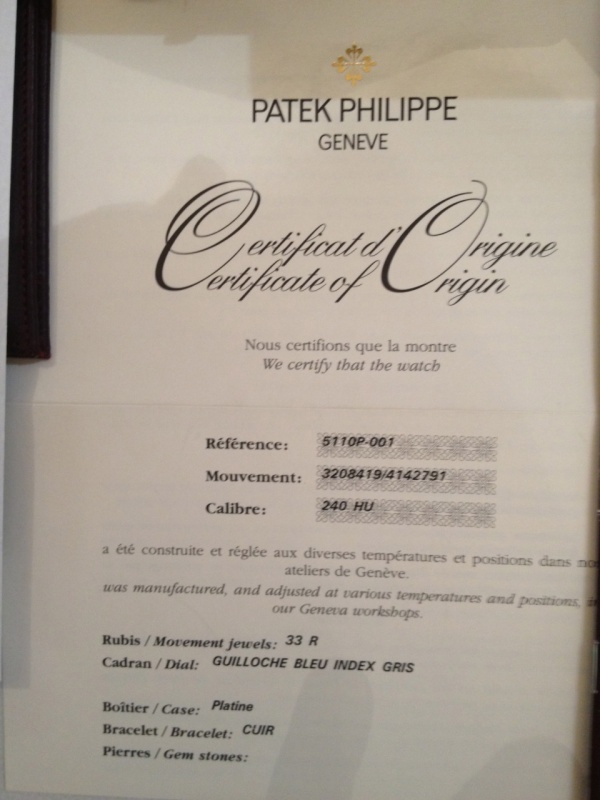 PATEK PHILIPPE
GENEVE
Certificat d'Origine
Certificate of Origin
Nous certifions que la montre
We certify that the watch
Référence: 5110P-001
Mouvement: 3208419/4142791
Calibre: 240 HU
a été construite et réglée aux diverses températures et positions dans
ateliers de Genève.
was manufactured, and adjusted at various temperatures and positions,
our Geneva workshops.
Rubis / Movement jewels: 33 R
Cadran / Dial: GUILLOCHE BLEU INDEX GRIS
Boîtier / Case: Platine
Bracelet / Bracelet: CUIR
Pierres / Gem stones: